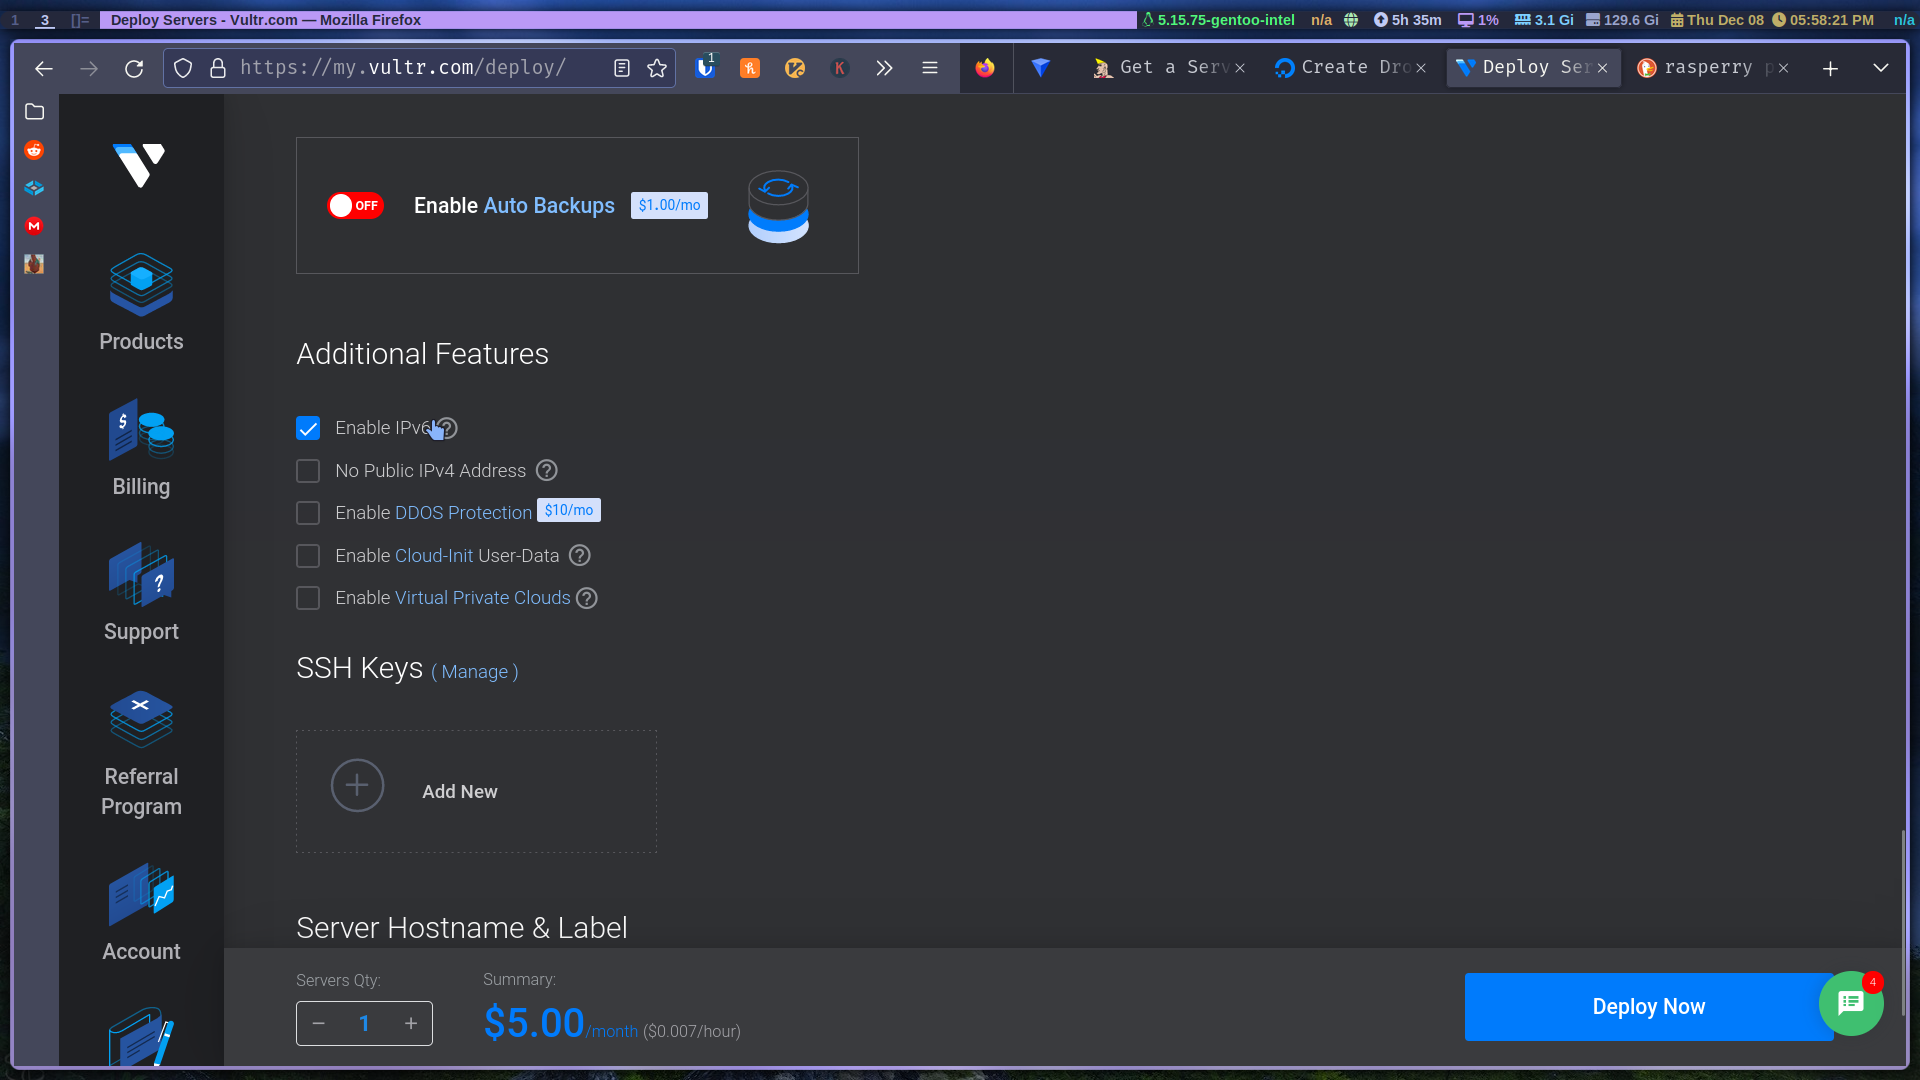 1 3 []= Deploy Servers - Vultr.com — Mozilla Firefox 5.15.75-gentoo-intel n/a 5h 35m 1% 3.1 Gi 129.6 Gi Thu Dec 08 05:58:21 PM n/a
https://my.vultr.com/deploy/ 1 K Get a Serv Create Dro Deploy Ser rasperry p
M
OFF Enable Auto Backups $1.00/mo
Products
Additional Features
Enable IPv6 ?
$
Billing
No Public IPv4 Address ?
Enable DDOS Protection $10/mo
Enable Cloud-Init User-Data ?
Enable Virtual Private Clouds ?
?
Support
SSH Keys ( Manage )
Referral
Program
Add New
Account
Server Hostname & Label
Servers Qty:
Summary:
− 1 +
$5.00/month ($0.007/hour)
Deploy Now
4